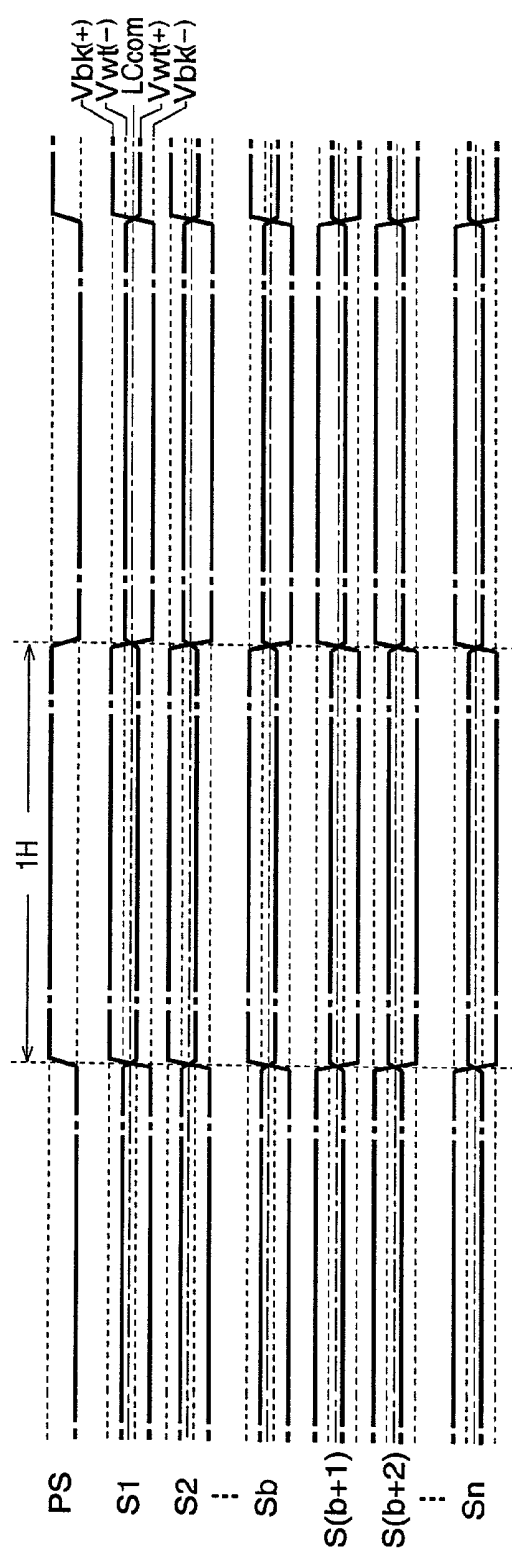 Vbk(+)
Vwt(−)
LCcom
Vwt(+)
Vbk(−)
1H
PS
S1
S2
Sb
S(b+1)
S(b+2)
Sn